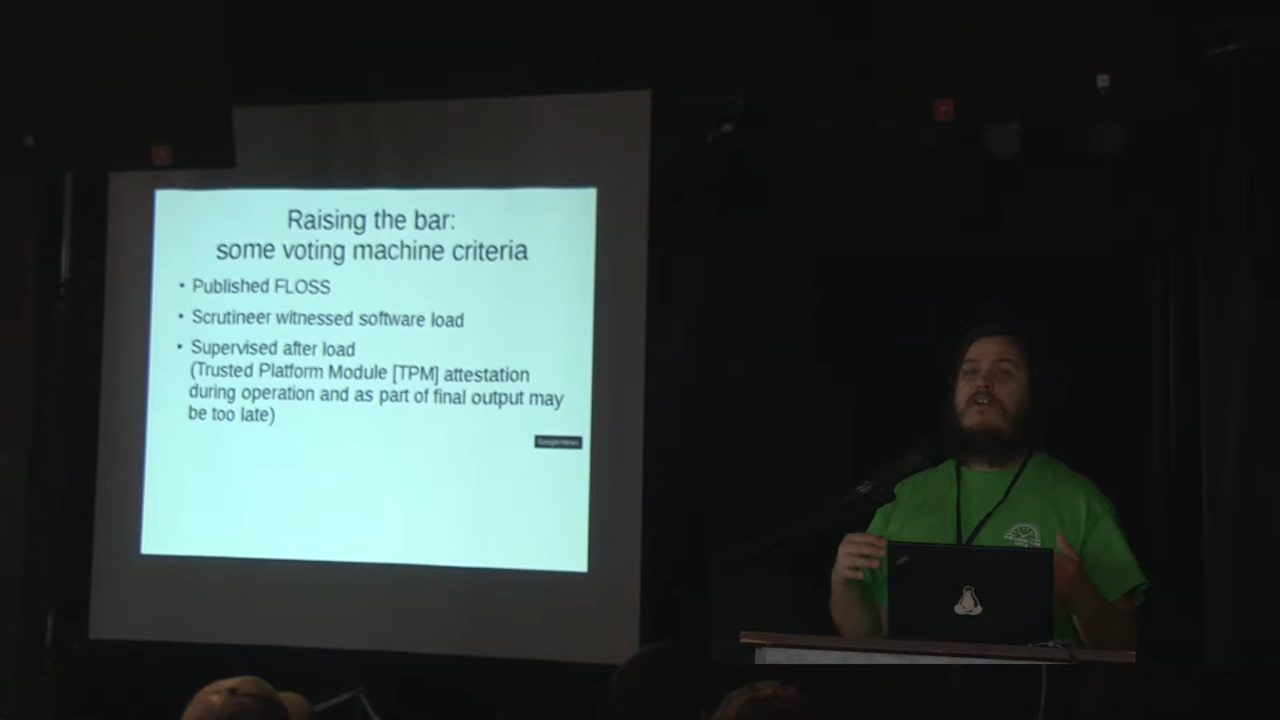 Raising the bar:
some voting machine criteria
• Published FLOSS
• Scrutineer witnessed software load
• Supervised after load
(Trusted Platform Module [TPM] attestation
during operation and as part of final output may
be too late)
Google News